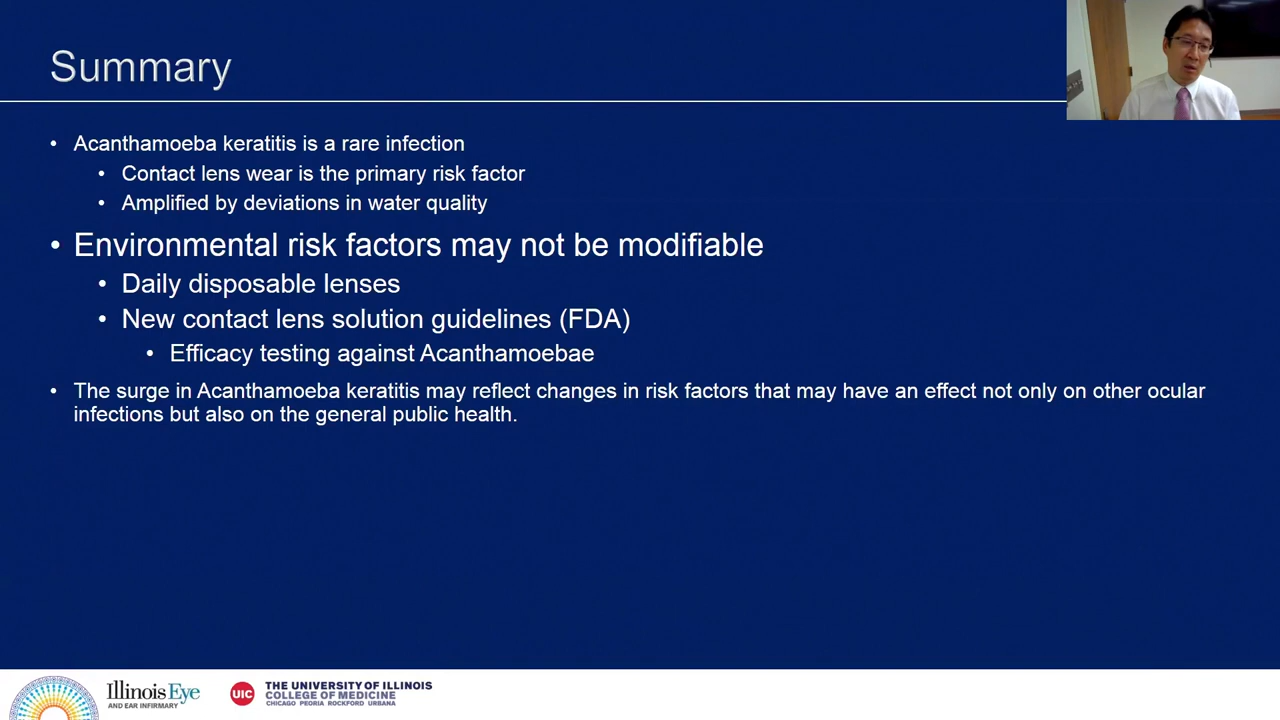 Summary
• Acanthamoeba keratitis is a rare infection
• Contact lens wear is the primary risk factor
• Amplified by deviations in water quality
• Environmental risk factors may not be modifiable
• Daily disposable lenses
• New contact lens solution guidelines (FDA)
• Efficacy testing against Acanthamoebae
• The surge in Acanthamoeba keratitis may reflect changes in risk factors that may have an effect not only on other ocular
infections but also on the general public health.
Illinois Eye
AND EAR INFIRMARY
UIC
THE UNIVERSITY OF ILLINOIS
COLLEGE OF MEDICINE
CHICAGO PEORIA ROCKFORD URBANA